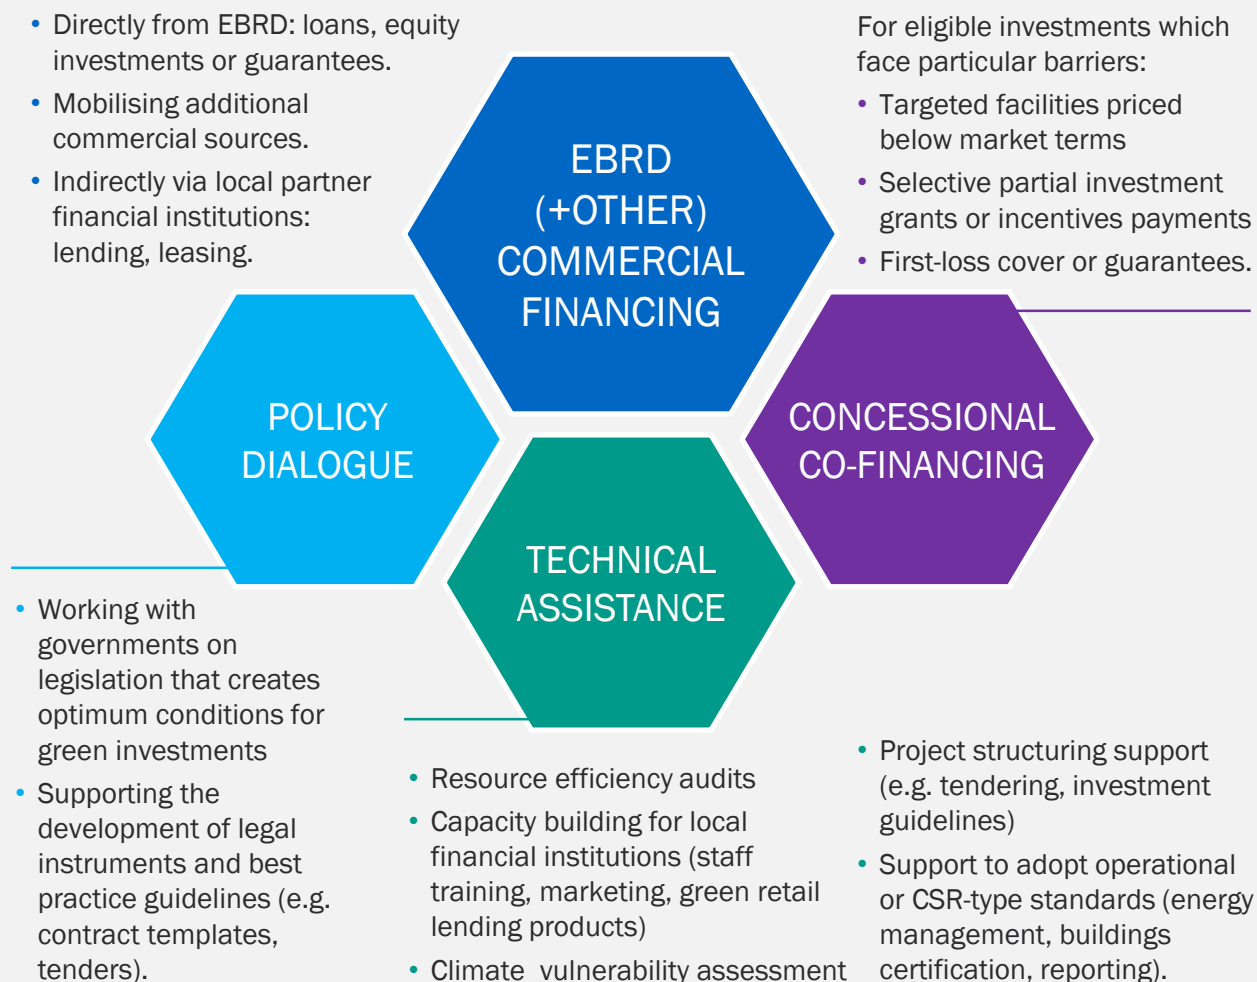 • Directly from EBRD: loans, equity
investments or guarantees.
• Mobilising additional
commercial sources.
• Indirectly via local partner
financial institutions:
lending, leasing.
EBRD
(+OTHER)
COMMERCIAL
FINANCING
For eligible investments which
face particular barriers:
• Targeted facilities priced
below market terms
• Selective partial investment
grants or incentives payments
• First-loss cover or guarantees.
POLICY
DIALOGUE
CONCESSIONAL
CO-FINANCING
TECHNICAL
ASSISTANCE
• Working with
governments on
legislation that creates
optimum conditions for
green investments
• Supporting the
development of legal
instruments and best
practice guidelines (e.g.
contract templates,
tenders).
• Resource efficiency audits
• Capacity building for local
financial institutions (staff
training, marketing, green retail
lending products)
• Climate vulnerability assessment
• Project structuring support
(e.g. tendering, investment
guidelines)
• Support to adopt operational
or CSR-type standards (energy
management, buildings
certification, reporting).